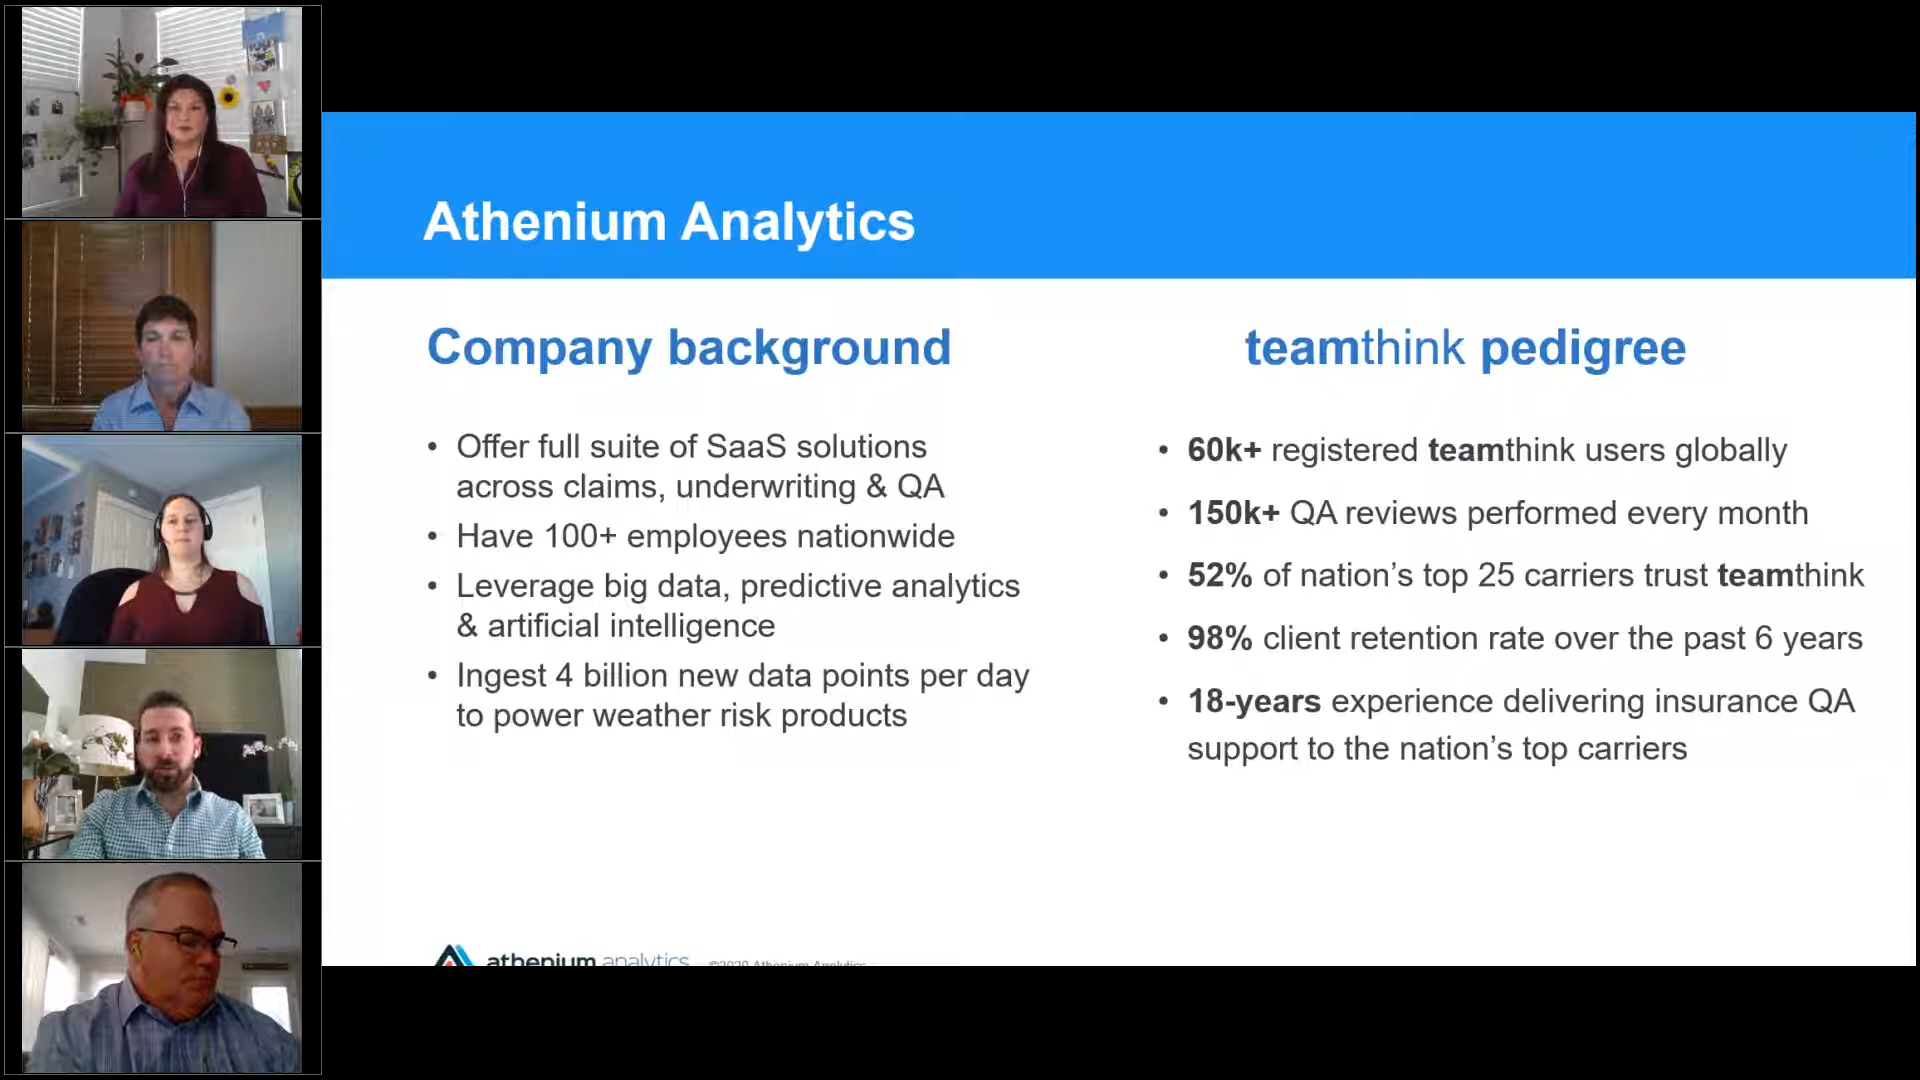 Athenium Analytics
Company background
• Offer full suite of SaaS solutions
across claims, underwriting & QA
• Have 100+ employees nationwide
• Leverage big data, predictive analytics
& artificial intelligence
• Ingest 4 billion new data points per day
to power weather risk products
teamthink pedigree
• 60k+ registered teamthink users globally
• 150k+ QA reviews performed every month
• 52% of nation’s top 25 carriers trust teamthink
• 98% client retention rate over the past 6 years
• 18-years experience delivering insurance QA
support to the nation’s top carriers
athenium analytics
©2020 Athenium Analytics